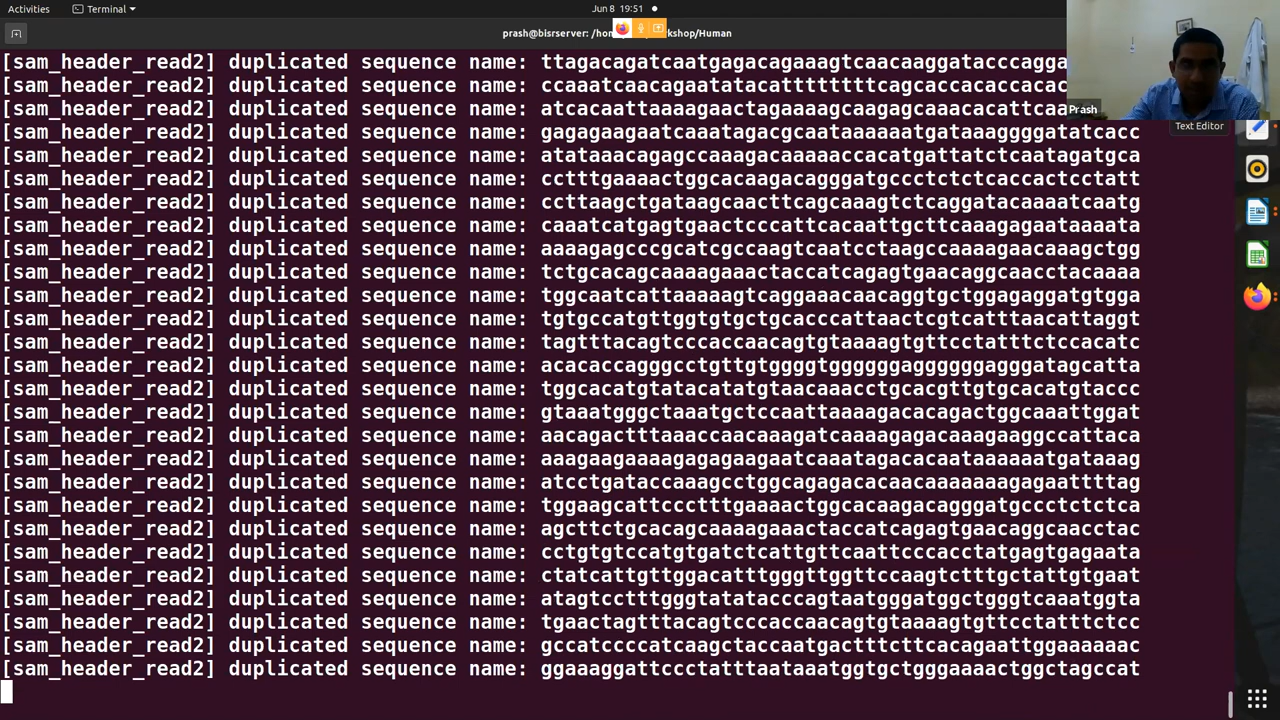 Activities
Terminal
Jun 8 19:51
prash@bisrserver: /hom
kshop/Human
[sam_header_read2] duplicated sequence name: ttagacagatcaatgagacagaaagtcaacaaggatacccagga
[sam_header_read2] duplicated sequence name: ccaaatcaacagaatatacattttttttcagcaccacaccacac
[sam_header_read2] duplicated sequence name: atcacaattaaaagaactagaaaagcaagagcaaacacattcaa
[sam_header_read2] duplicated sequence name: gagagaagaatcaaatagacgcaataaaaaatgataaaggggatatcacc
[sam_header_read2] duplicated sequence name: atataaacagagccaaagacaaaaaccacatgattatctcaatagatgca
[sam_header_read2] duplicated sequence name: cctttgaaaactggcacaagacagggatgccctctctcaccactcctatt
[sam_header_read2] duplicated sequence name: ccttaagctgataagcaacttcagcaaagtctcaggatacaaaatcaatg
[sam_header_read2] duplicated sequence name: caaatcatgagtgaactcccattcacaattgcttcaaagagaataaaata
[sam_header_read2] duplicated sequence name: aaaagagcccgcatcgccaagtcaatcctaagccaaaagaacaaagctgg
[sam_header_read2] duplicated sequence name: tctgcacagcaaaagaaactaccatcagagtgaacaggcaacctacaaaa
[sam_header_read2] duplicated sequence name: tggcaatcattaaaaagtcaggaaacaacaggtgctggagaggatgtgga
[sam_header_read2] duplicated sequence name: tgtgccatgttggtgtgctgcacccattaactcgtcatttaacattaggt
[sam_header_read2] duplicated sequence name: tagtttacagtcccaccaacagtgtaaaagtgttcctatttctccacatc
[sam_header_read2] duplicated sequence name: acacaccagggcctgttgtggggtggggggaggggggagggatagcatta
[sam_header_read2] duplicated sequence name: tggcacatgtatacatatgtaacaaacctgcacgttgtgcacatgtaccc
[sam_header_read2] duplicated sequence name: gtaaatgggctaaatgctccaattaaaagacacagactggcaaattggat
[sam_header_read2] duplicated sequence name: aacagactttaaaccaacaaagatcaaaagagacaaagaaggccattaca
[sam_header_read2] duplicated sequence name: aaagaagaaaagagagaagaatcaaatagacacaataaaaaatgataaag
[sam_header_read2] duplicated sequence name: atcctgataccaaagcctggcagagacacaacaaaaaaagagaattttag
[sam_header_read2] duplicated sequence name: tggaagcattccctttgaaaactggcacaagacagggatgccctctctca
[sam_header_read2] duplicated sequence name: agcttctgcacagcaaaagaaactaccatcagagtgaacaggcaacctac
[sam_header_read2] duplicated sequence name: cctgtgtccatgtgatctcattgttcaattcccacctatgagtgagaata
[sam_header_read2] duplicated sequence name: ctatcattgttggacatttgggttggttccaagtctttgctattgtgaat
[sam_header_read2] duplicated sequence name: atagtcctttgggtatatacccagtaatgggatggctgggtcaaatggta
[sam_header_read2] duplicated sequence name: tgaactagtttacagtcccaccaacagtgtaaaagtgttcctatttctcc
[sam_header_read2] duplicated sequence name: gccatccccatcaagctaccaatgactttcttcacagaattggaaaaaac
[sam_header_read2] duplicated sequence name: ggaaaggattccctatttaataaatggtgctgggaaaactggctagccat
Prash
Text Editor